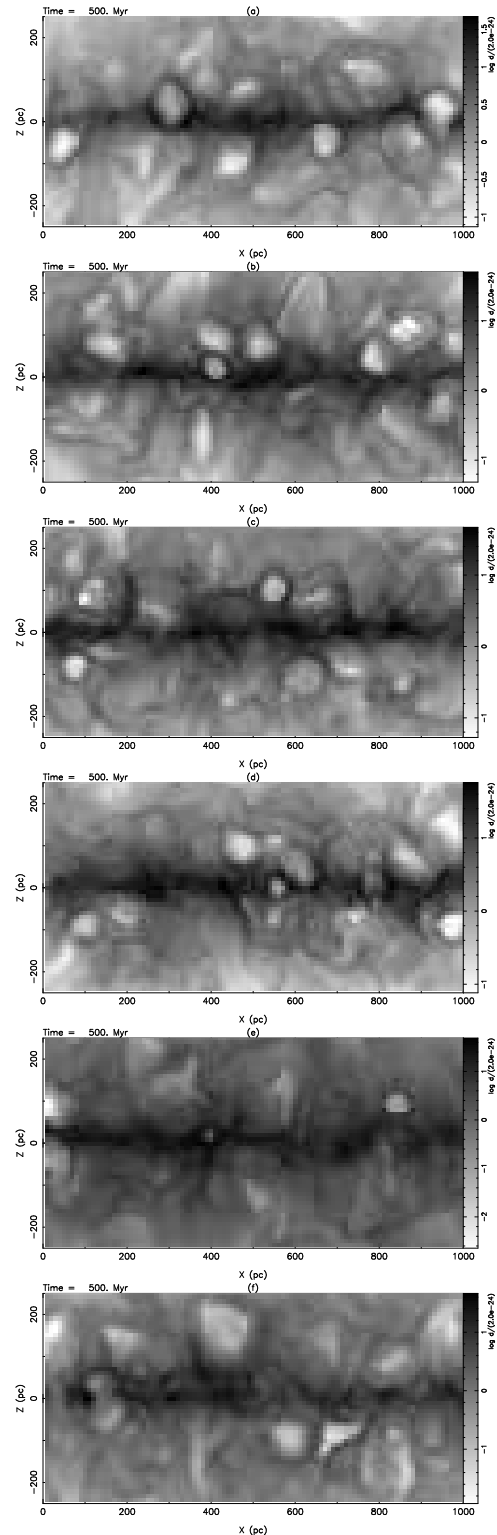 Time = 500. Myr (a)
200
0
-200
Z (pc)
0 200 400 600 800 1000
X (pc)
1.5
1
0.5
0
-0.5
-1
log d/(2.0e-24)
Time = 500. Myr (b)
200
0
-200
Z (pc)
0 200 400 600 800 1000
X (pc)
1
0
-1
log d/(2.0e-24)
Time = 500. Myr (c)
200
0
-200
Z (pc)
0 200 400 600 800 1000
X (pc)
1
0
-1
log d/(2.0e-24)
Time = 500. Myr (d)
200
0
-200
Z (pc)
0 200 400 600 800 1000
X (pc)
1
0
-1
log d/(2.0e-24)
Time = 500. Myr (e)
200
0
-200
Z (pc)
0 200 400 600 800 1000
X (pc)
1
0
-1
-2
log d/(2.0e-24)
Time = 500. Myr (f)
200
0
-200
Z (pc)
0 200 400 600 800 1000
X (pc)
1
0
-1
log d/(2.0e-24)